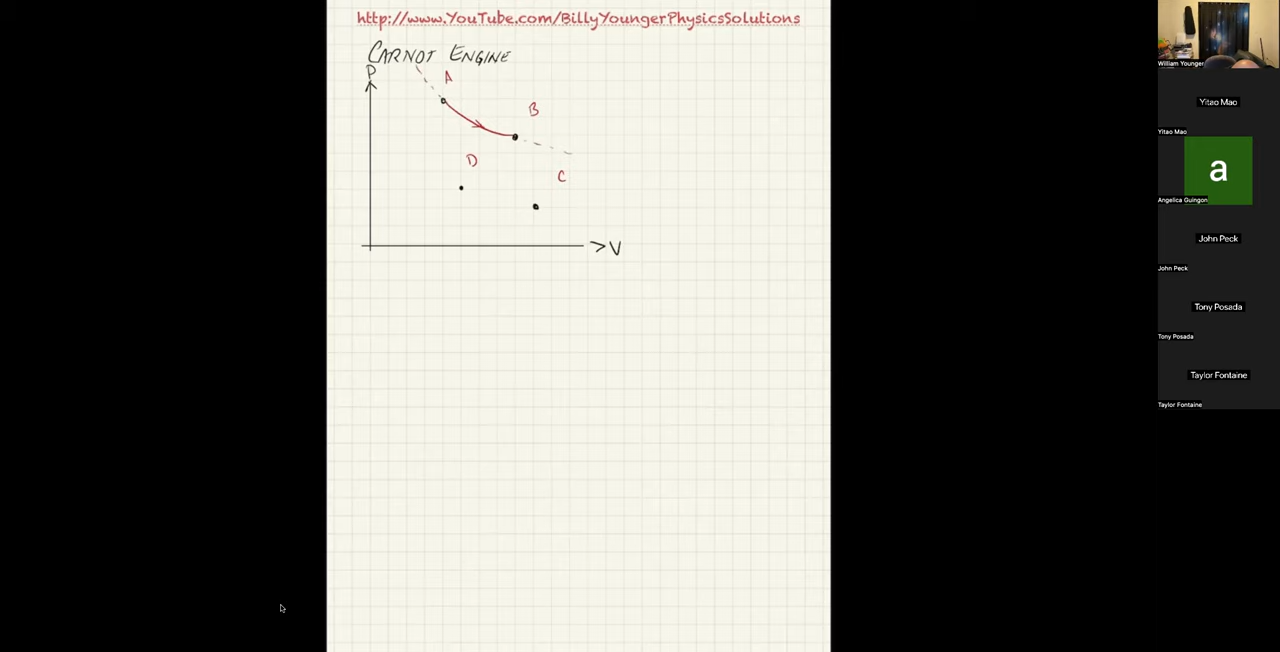 http://www.YouTube.com/BillyYoungerPhysicsSolutions
CARNOT ENGINE
P
A
B
D
C
V
William Younger
Yitao Mao
Yitao Mao
a
Angelica Guingon
John Peck
John Peck
Tony Posada
Tony Posada
Taylor Fontaine
Taylor Fontaine